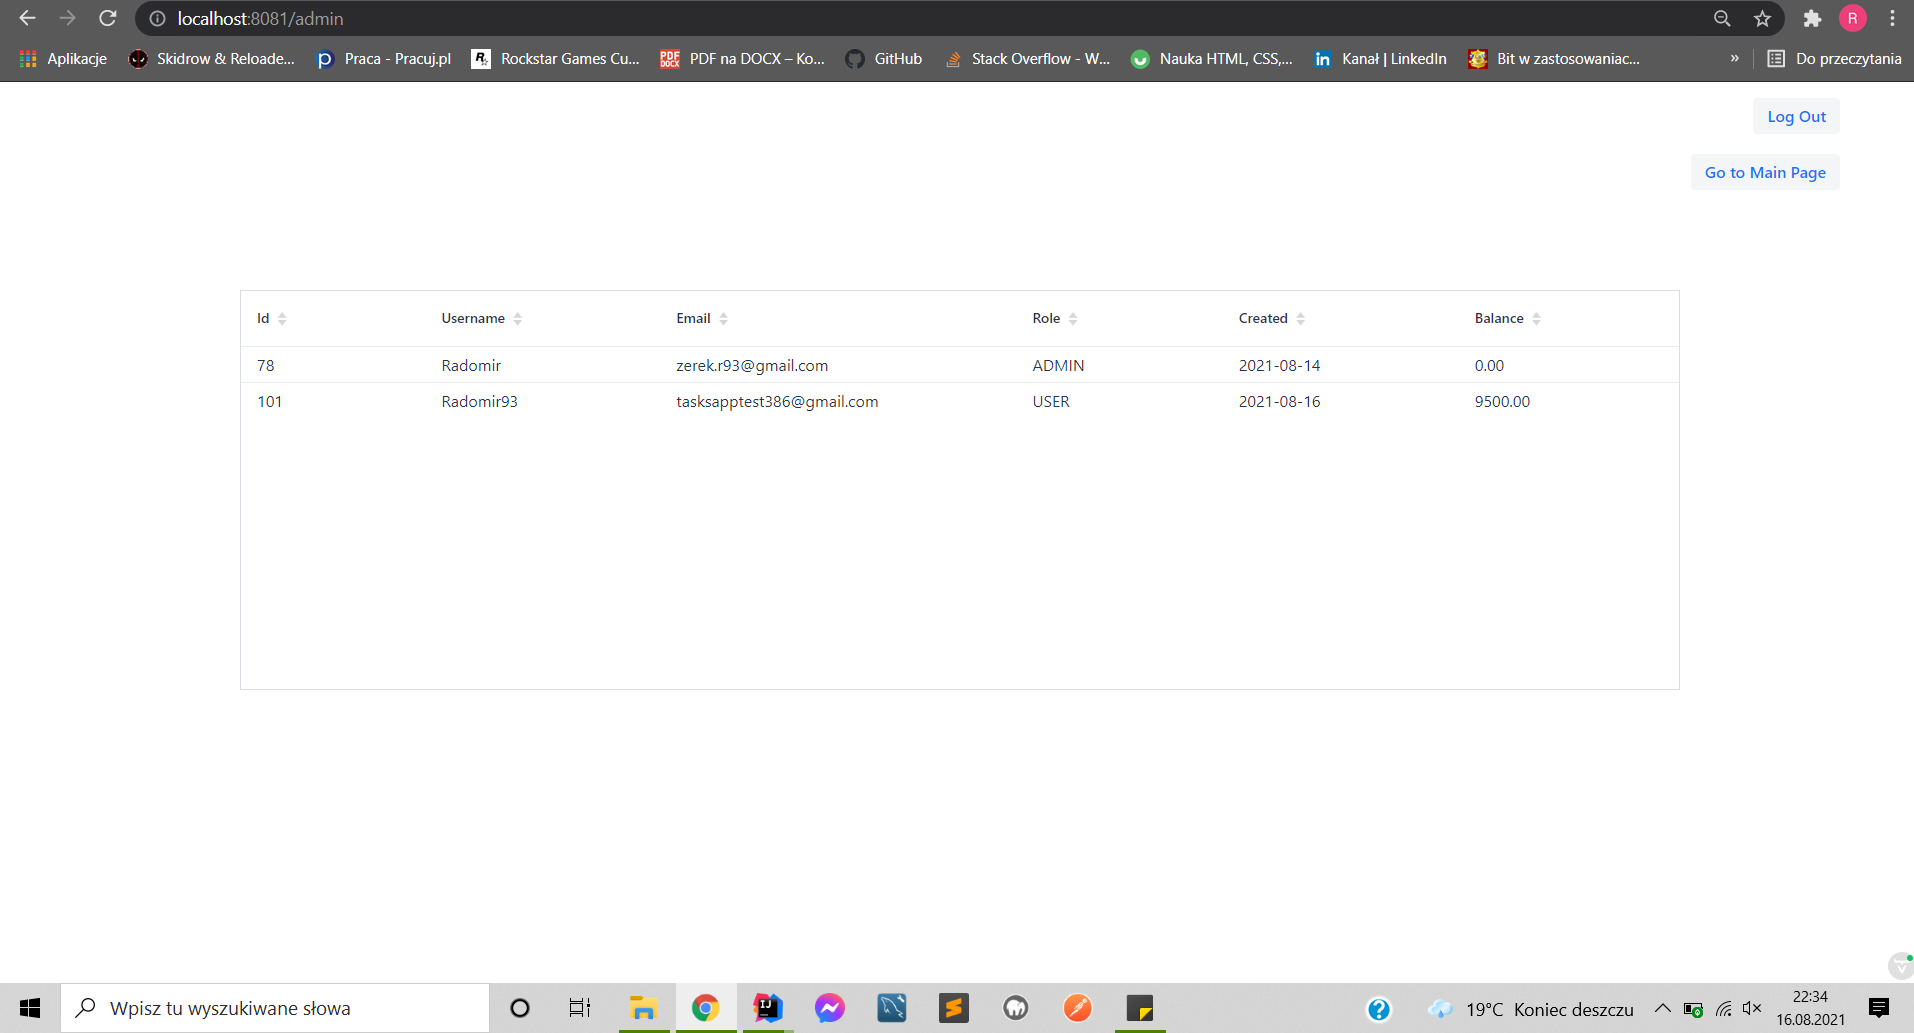 localhost:8081/admin
R
Aplikacje Skidrow & Reloade... Praca - Pracuj.pl Rockstar Games Cu... PDF na DOCX – Ko... GitHub Stack Overflow - W... Nauka HTML, CSS,... Kanał | LinkedIn Bit w zastosowaniac... » Do przeczytania
Log Out
Go to Main Page
Id Username Email Role Created Balance
78 Radomir zerek.r93@gmail.com ADMIN 2021-08-14 0.00
101 Radomir93 tasksapptest386@gmail.com USER 2021-08-16 9500.00
Wpisz tu wyszukiwane słowa
19°C Koniec deszczu
22:34
16.08.2021